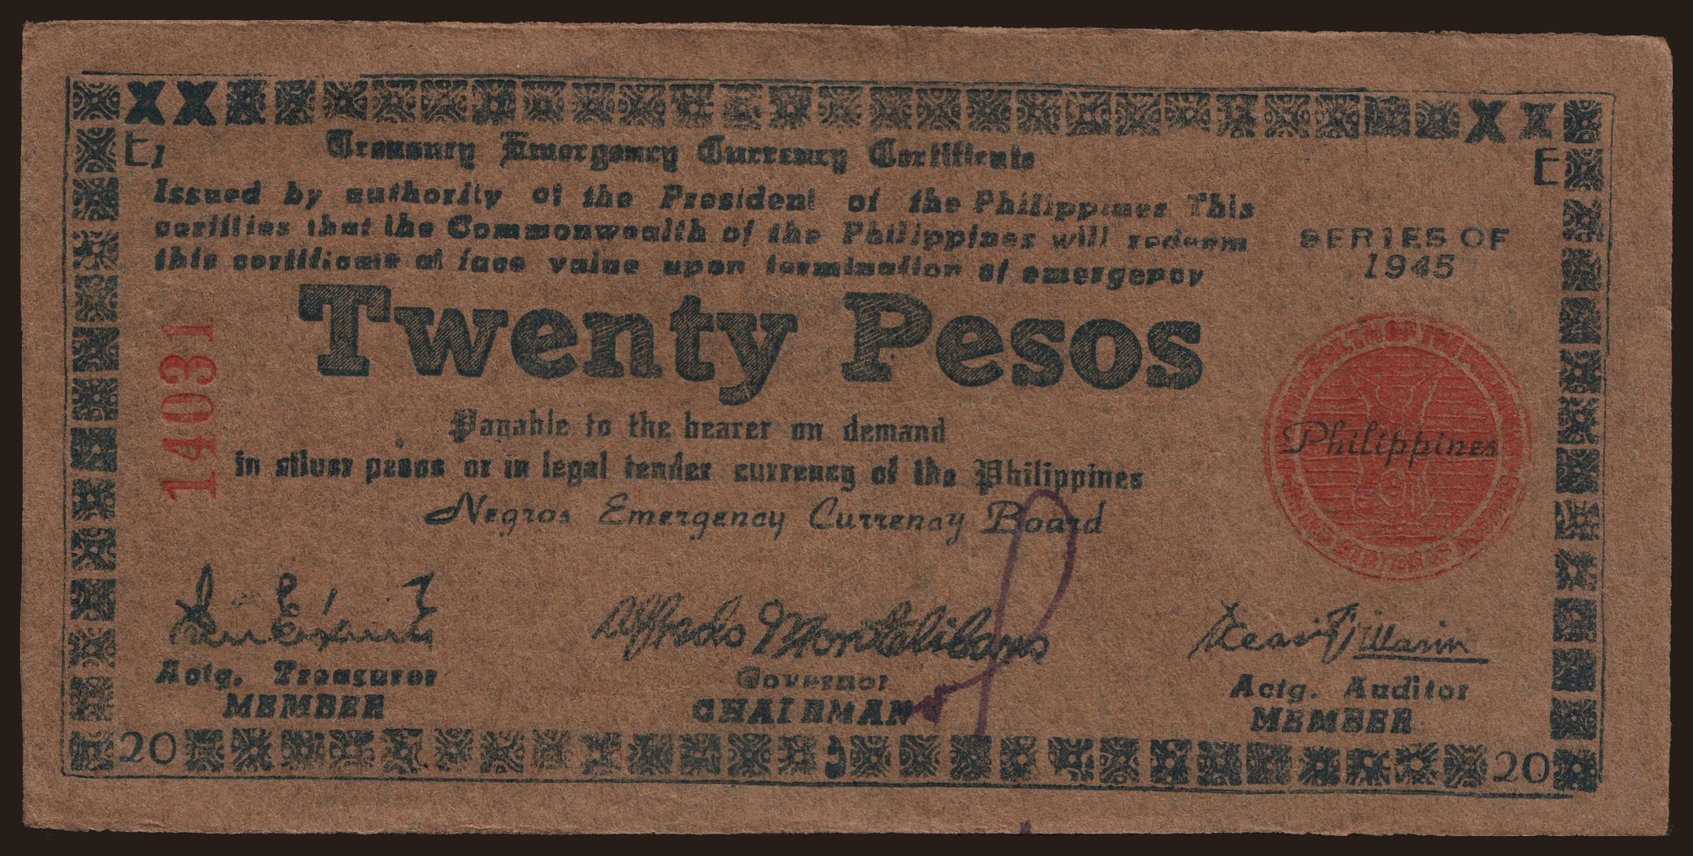 XX XX
E1 E
Treasury Emergency Currency Certificate
Issued by authority of the President of the Philippines This
certifies that the Commonwealth of the Philippines will redeem
this certificate at face value upon termination of emergency
SERIES OF
1945
Twenty Pesos
14031
Payable to the bearer on demand
in silver pesos or in legal tender currency of the Philippines
Philippines
Negros Emergenay Currenay Board
Alfredo Montelibano
Actg. Treasurer
MEMBER
Governor
CHAIRMAN
Actg. Auditor
MEMBER
20 20